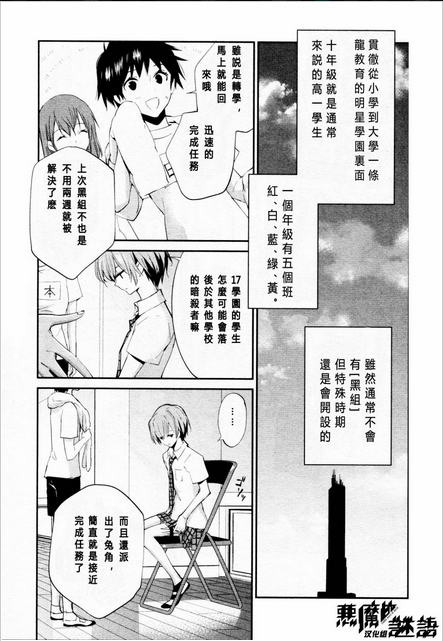 貫徹從小學到大學一條
龍教育的明星學園裏面
十年級就是通常
來説的高一學生
一個年級有五個班
紅、白、藍、綠、黃。
雖然通常不會
有[黑組]
但特殊時期
還是會開設的
雖說是轉學，
馬上就能回
來哦
迅速的
完成任務
上次黑組不也是
不用兩週就被
解決了麽
17學園的學生
怎麼可能會落
後於其他學校
的暗殺者嘛
本
……
而且還派
出了兔角，
簡直就是接近
完成任務了
悪魔的謎語
汉化组